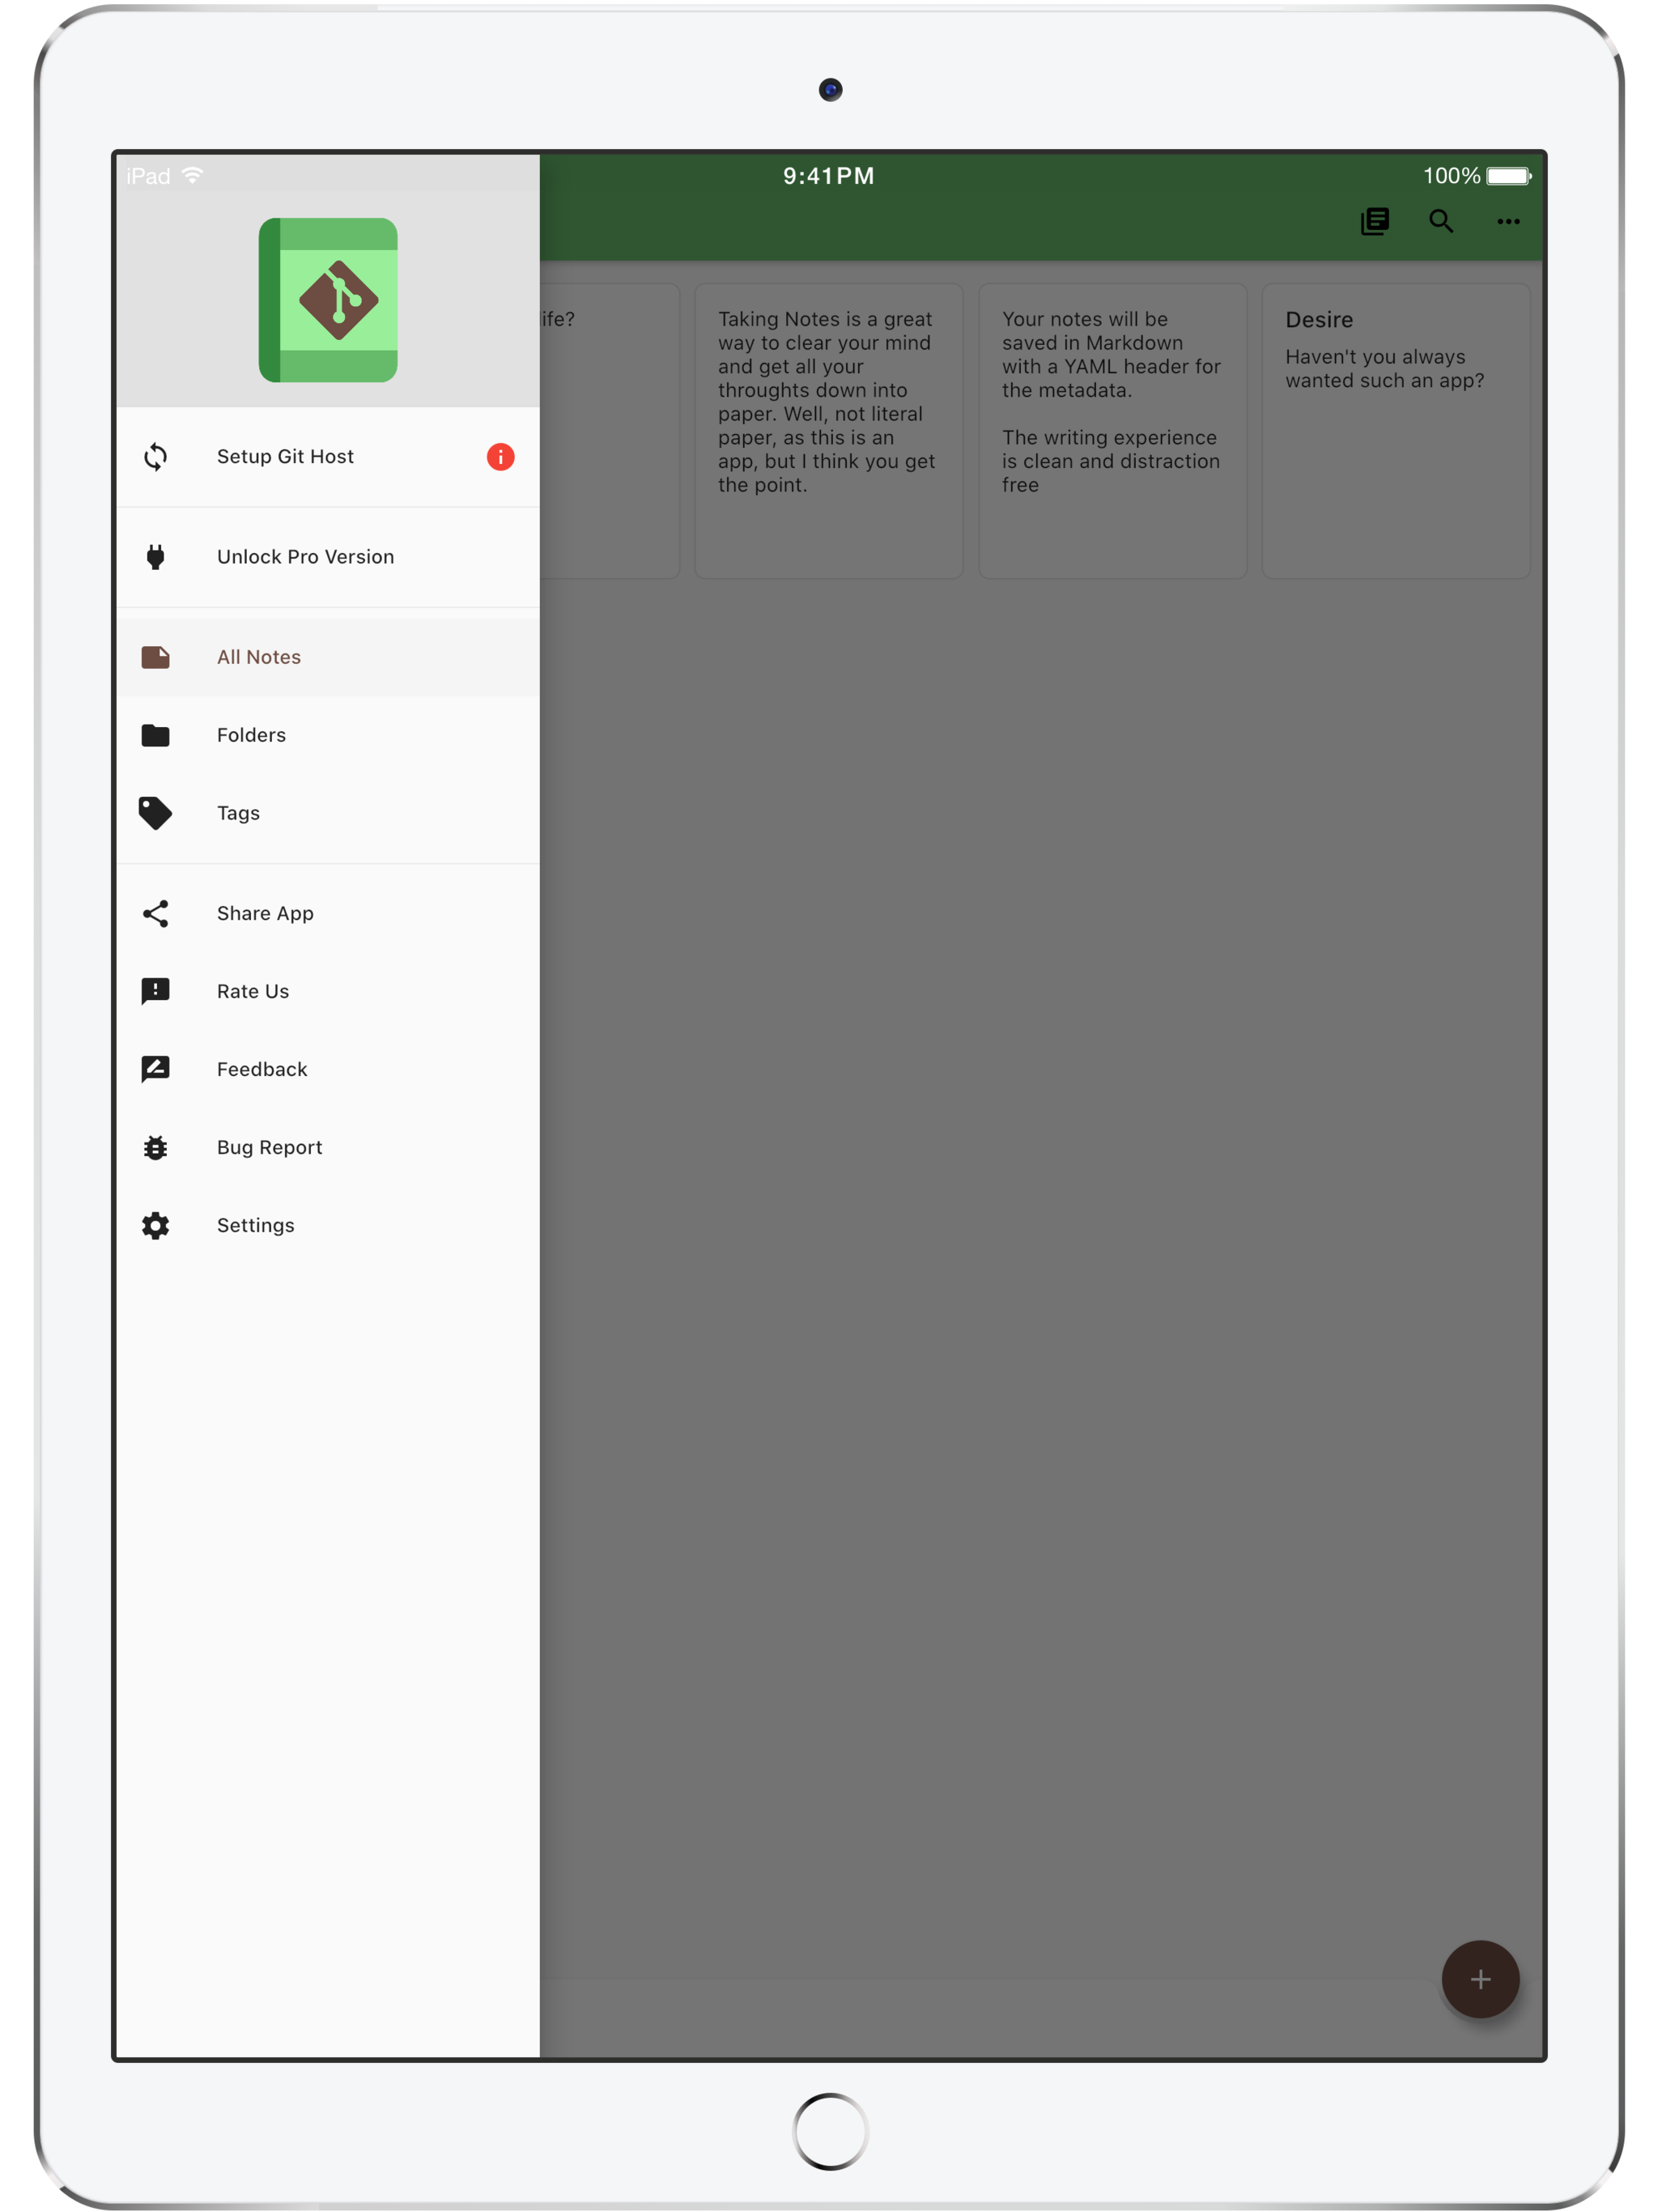 iPad
9:41PM
100%
Setup Git Host
Unlock Pro Version
All Notes
Folders
Tags
Share App
Rate Us
Feedback
Bug Report
Settings
ife?
Taking Notes is a great
way to clear your mind
and get all your
throughts down into
paper. Well, not literal
paper, as this is an
app, but I think you get
the point.
Your notes will be
saved in Markdown
with a YAML header for
the metadata.
The writing experience
is clean and distraction
free
Desire
Haven't you always
wanted such an app?